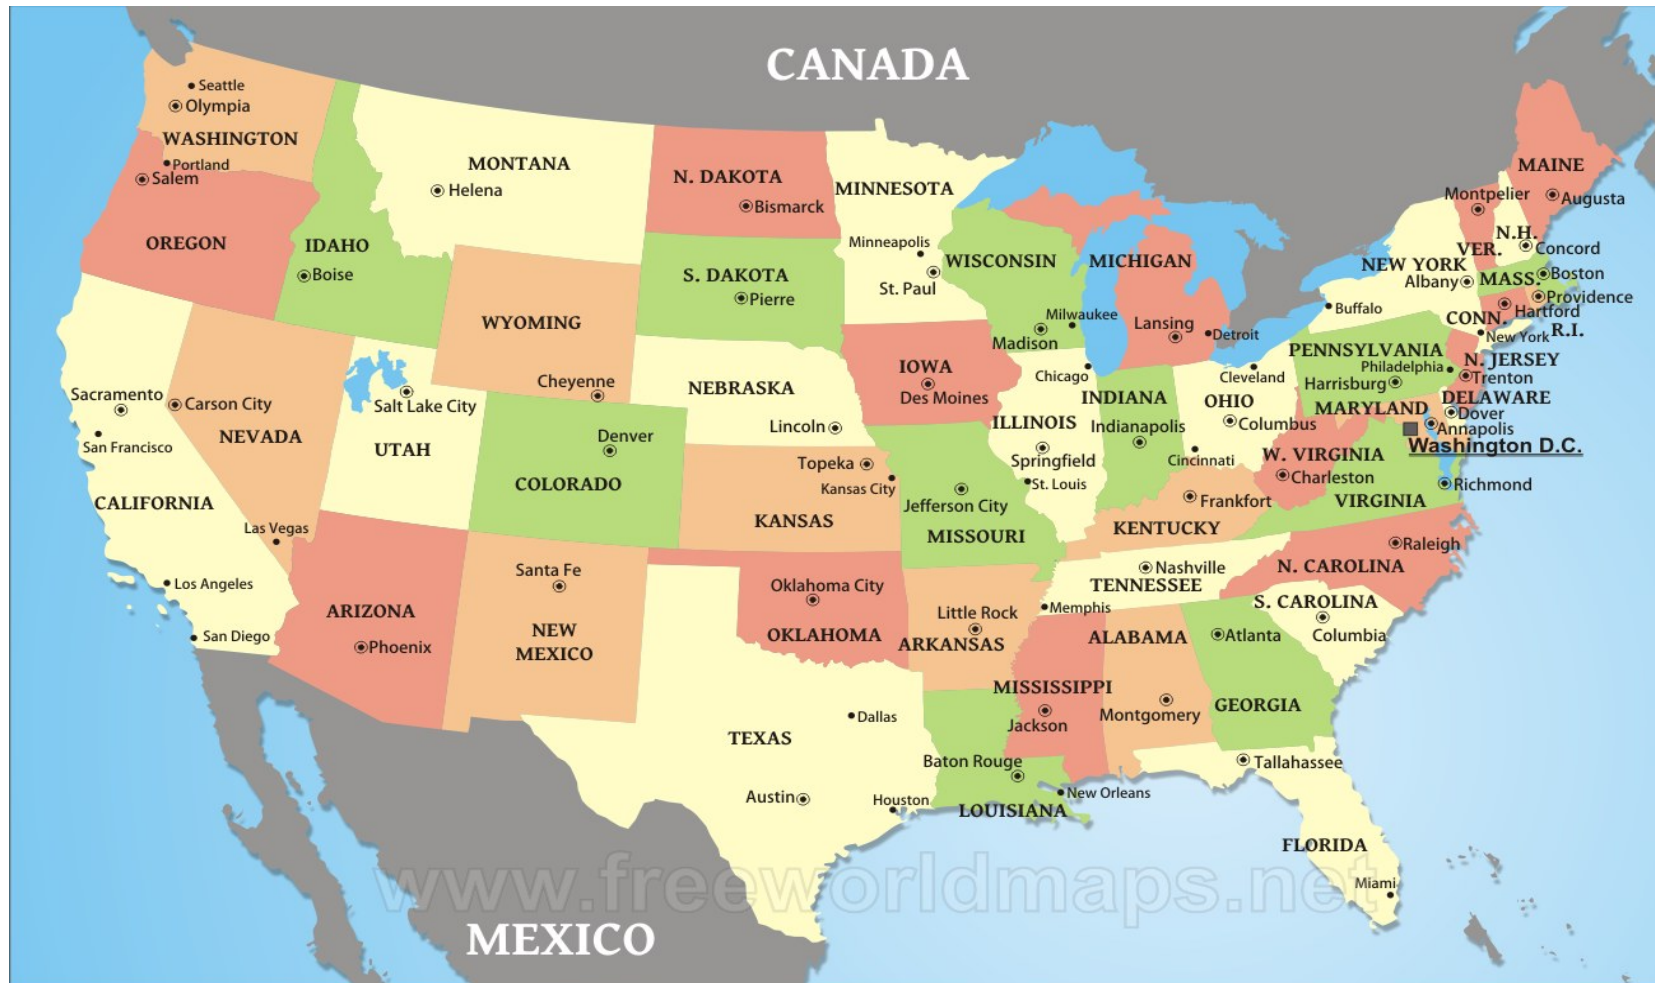 CANADA
Seattle
Olympia
WASHINGTON
Portland
Salem
OREGON
IDAHO
Boise
MONTANA
Helena
N. DAKOTA
Bismarck
MINNESOTA
Minneapolis
St. Paul
S. DAKOTA
Pierre
WYOMING
Cheyenne
WISCONSIN
Milwaukee
Madison
MICHIGAN
Lansing
Detroit
MAINE
Augusta
Montpelier
VER.
N.H.
Concord
NEW YORK
Albany
Buffalo
MASS.
Boston
Providence
Hartford
CONN.
R.I.
New York
PENNSYLVANIA
Philadelphia
Harrisburg
N. JERSEY
Trenton
DELAWARE
Dover
MARYLAND
Annapolis
Washington D.C.
IOWA
Des Moines
NEBRASKA
Lincoln
Chicago
ILLINOIS
Springfield
INDIANA
Indianapolis
Cleveland
OHIO
Columbus
Cincinnati
W. VIRGINIA
Charleston
VIRGINIA
Richmond
Sacramento
San Francisco
CALIFORNIA
Carson City
NEVADA
Las Vegas
Salt Lake City
UTAH
Denver
COLORADO
Topeka
Kansas City
KANSAS
Jefferson City
St. Louis
MISSOURI
Frankfort
KENTUCKY
Los Angeles
San Diego
ARIZONA
Phoenix
Santa Fe
NEW
MEXICO
Oklahoma City
OKLAHOMA
Little Rock
ARKANSAS
Nashville
TENNESSEE
Memphis
Raleigh
N. CAROLINA
S. CAROLINA
Columbia
ALABAMA
Montgomery
Atlanta
GEORGIA
MISSISSIPPI
Jackson
TEXAS
Dallas
Austin
Houston
Baton Rouge
New Orleans
LOUISIANA
Tallahassee
FLORIDA
Miami
www.freeworldmaps.net
MEXICO